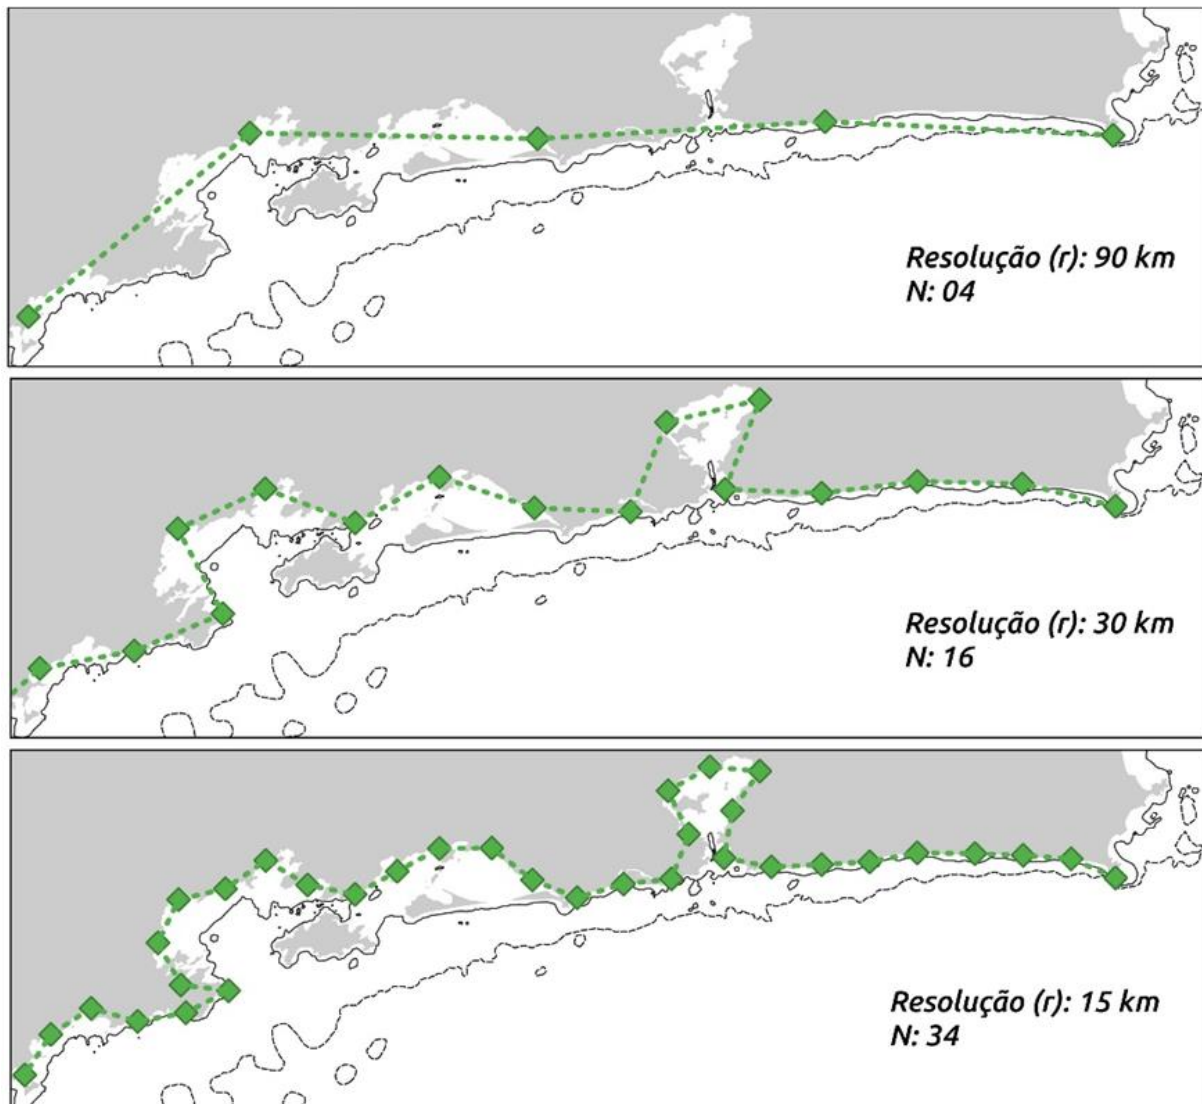 Resolução (r): 90 km
N: 04
Resolução (r): 30 km
N: 16
Resolução (r): 15 km
N: 34